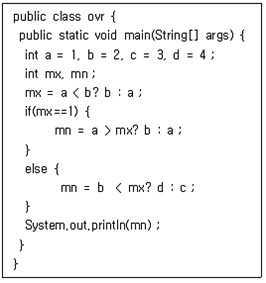 public class ovr {
public static void main(String[] args) {
int a = 1, b = 2, c = 3, d = 4 ;
int mx, mn ;
mx = a < b? b : a ;
if(mx==1) {
mn = a > mx? b : a ;
}
else {
mn = b < mx? d : c ;
}
System.out.println(mn) ;
}
}